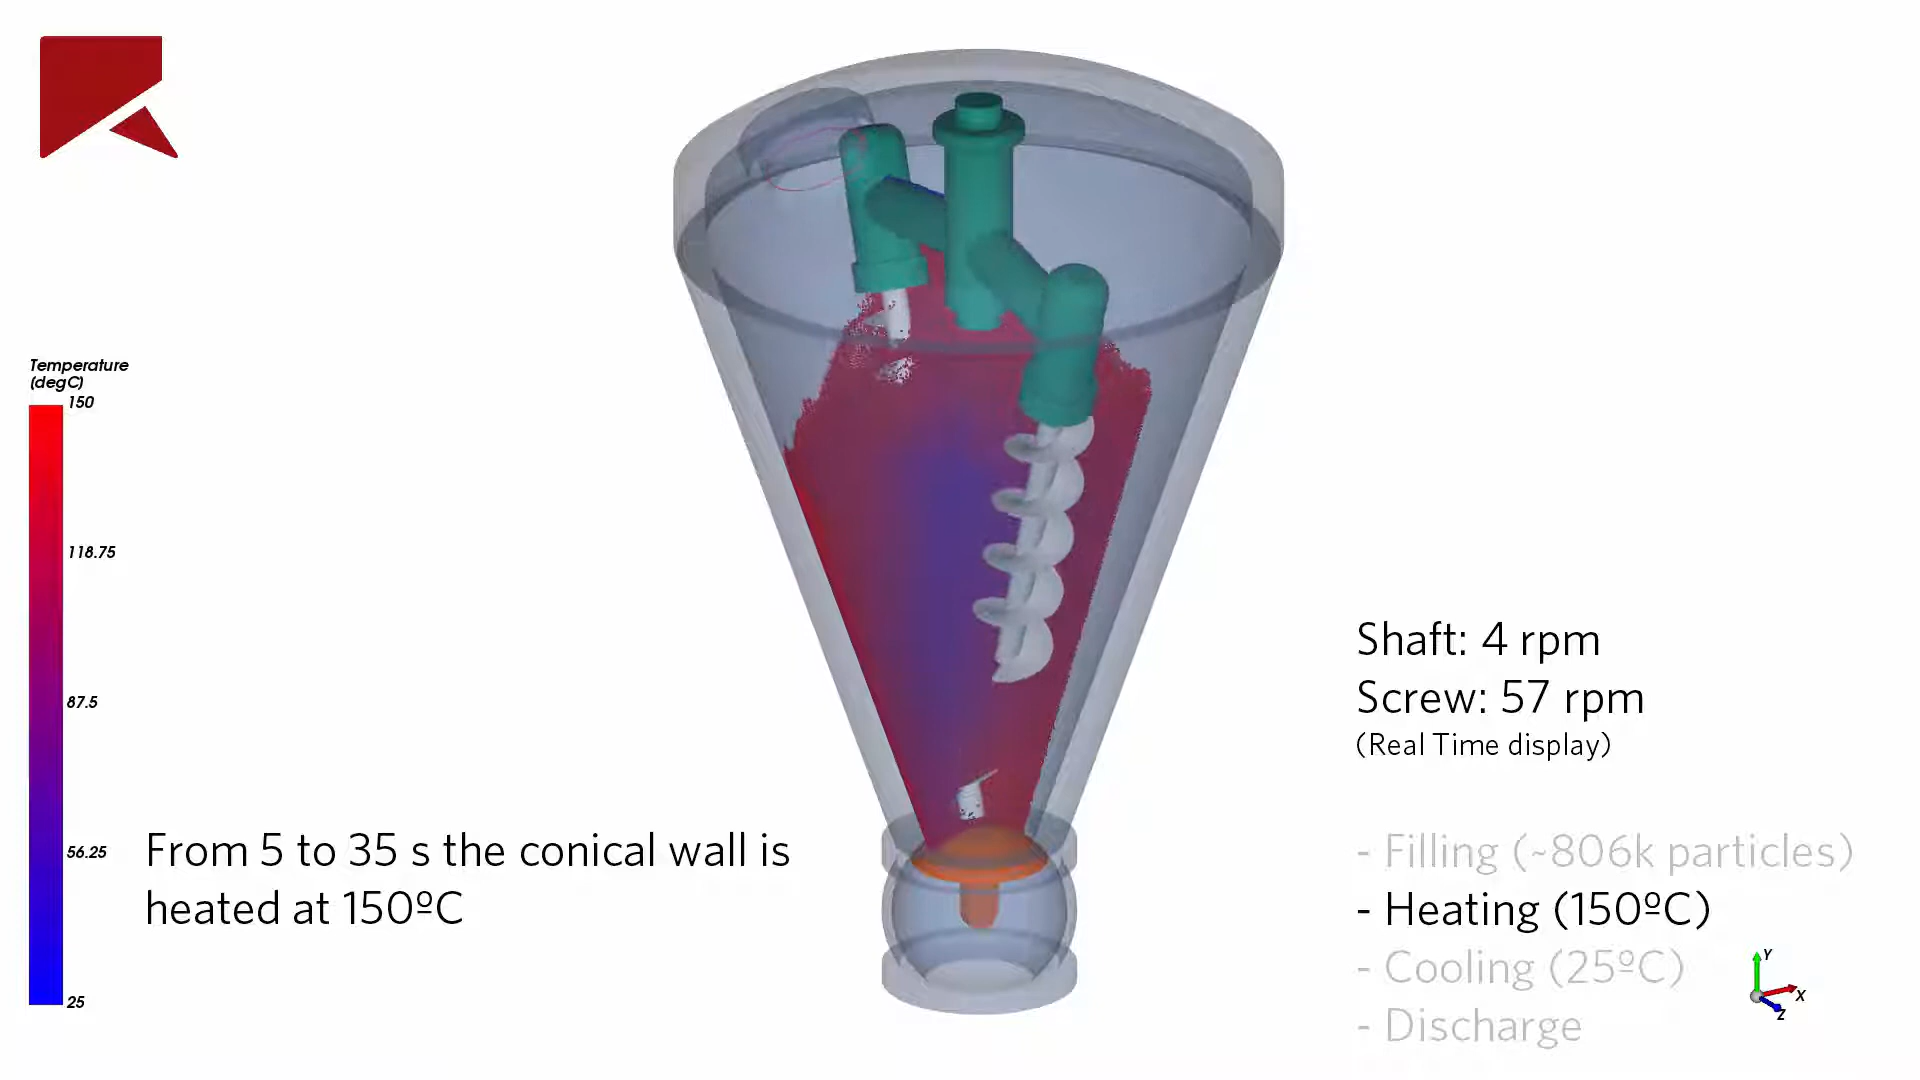 Temperature
(degC)
150
118.75
87.5
56.25
25
From 5 to 35 s the conical wall is
heated at 150ºC
Shaft: 4 rpm
Screw: 57 rpm
(Real Time display)
- Filling (~806k particles)
- Heating (150ºC)
- Cooling (25ºC)
- Discharge
Y
X
Z